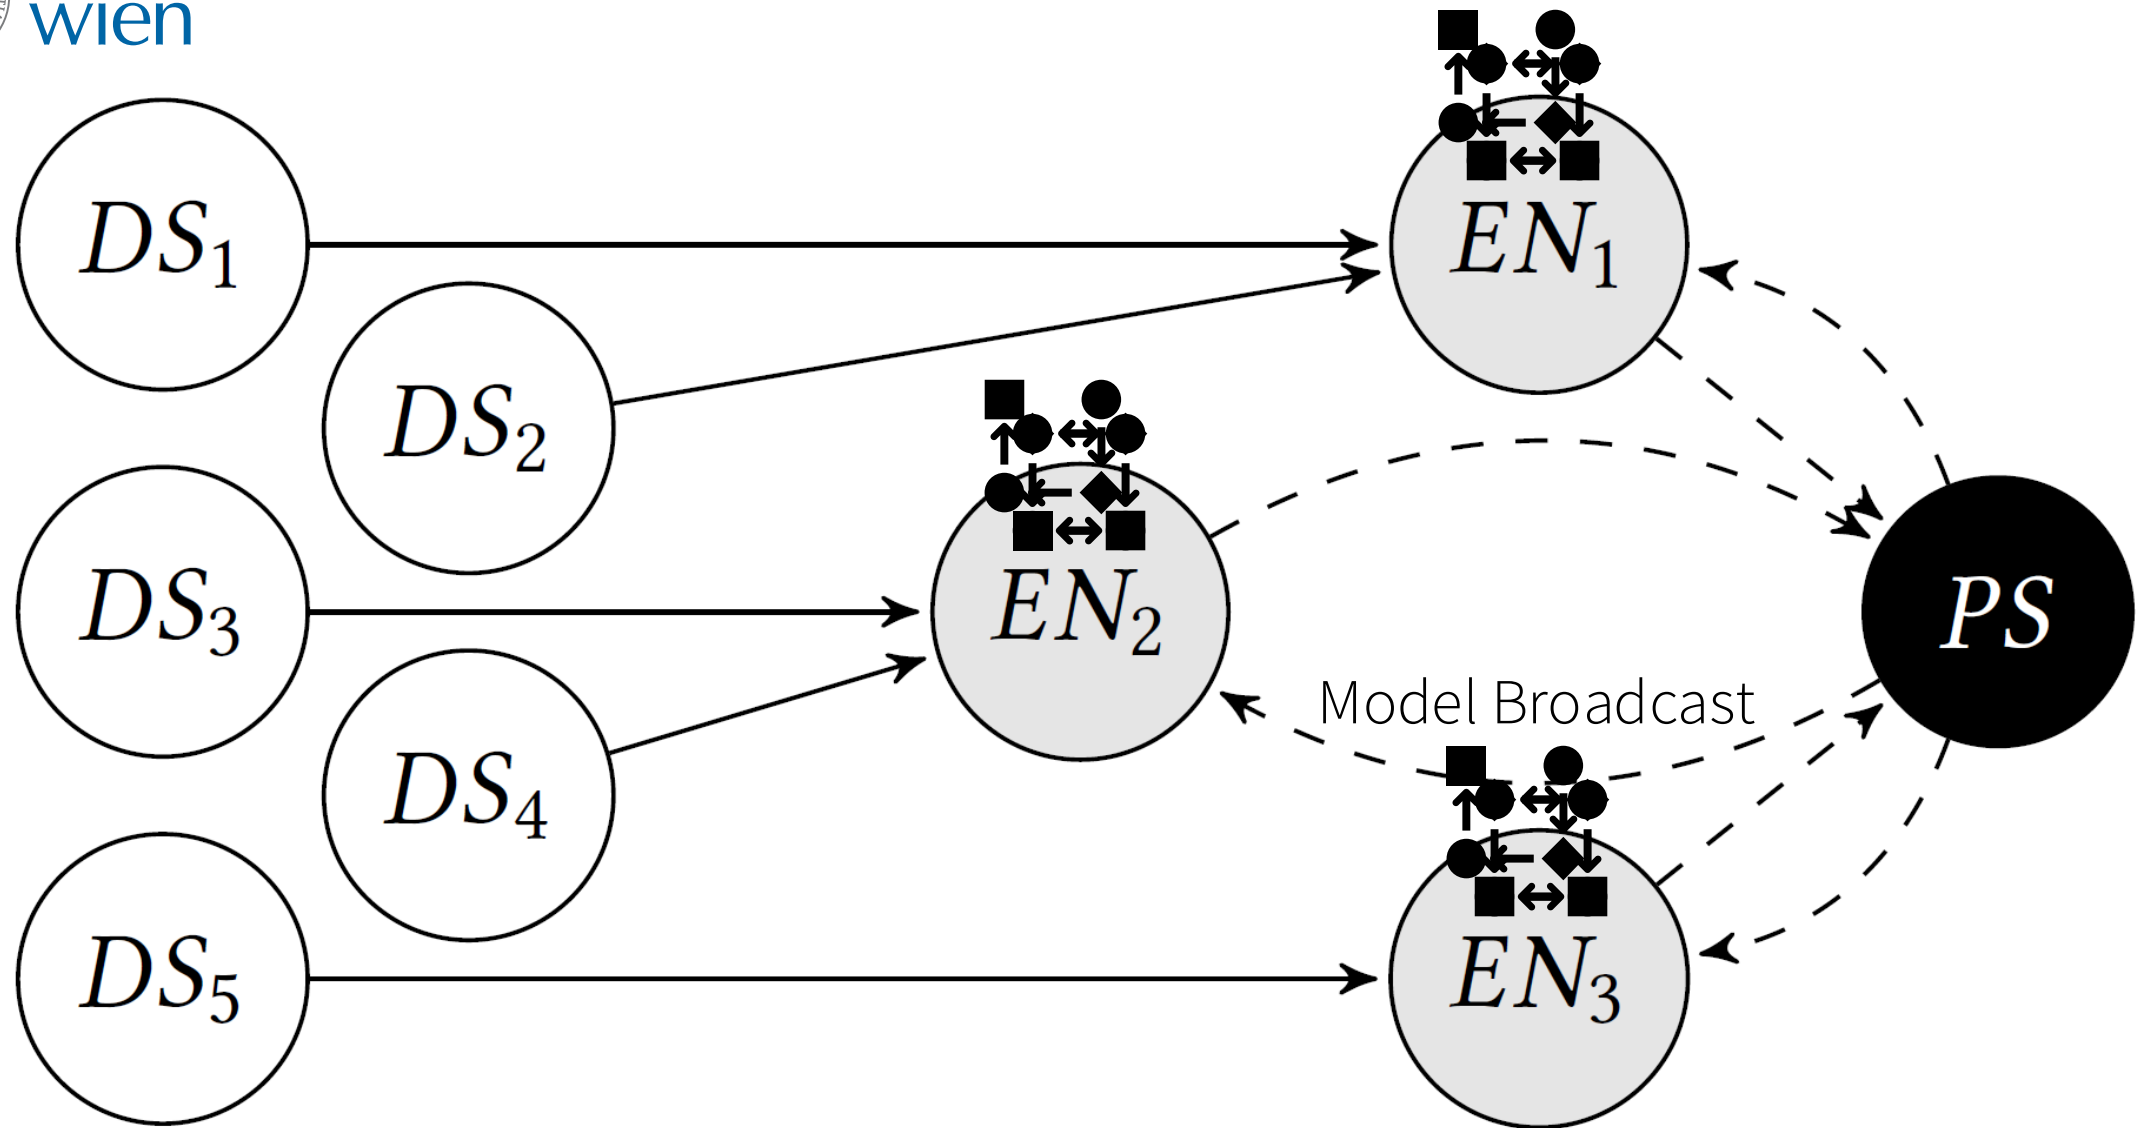 wien
DS1
EN1
DS2
DS3
EN2
PS
Model Broadcast
DS4
DS5
EN3